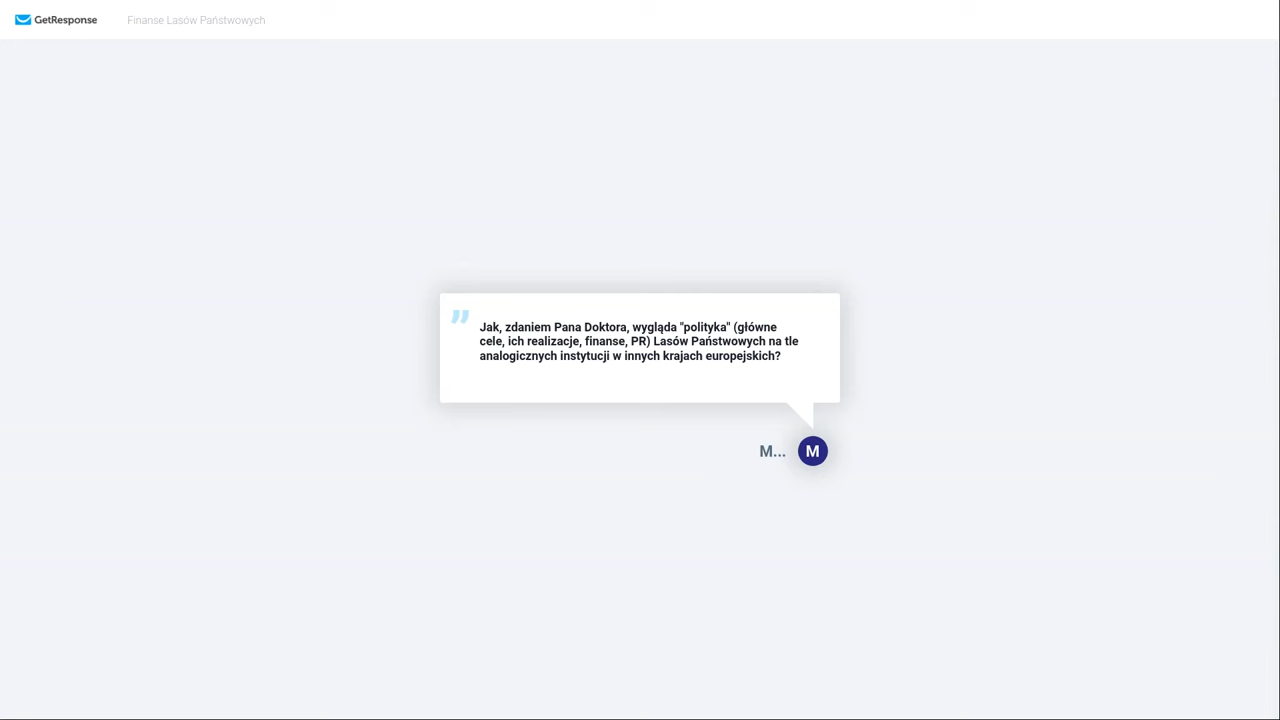 GetResponse Finanse Lasów Państwowych
" Jak, zdaniem Pana Doktora, wygląda "polityka" (główne
cele, ich realizacje, finanse, PR) Lasów Państwowych na tle
analogicznych instytucji w innych krajach europejskich?
M... M